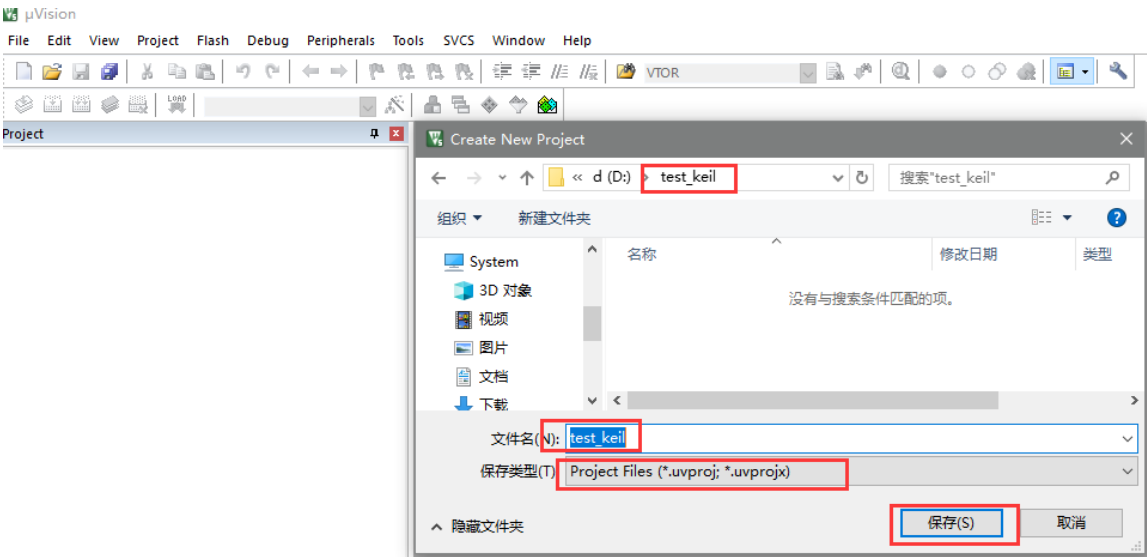 µVision
File Edit View Project Flash Debug Peripherals Tools SVCS Window Help
VTOR
LOAD
Project
Create New Project
« d (D:) › test_keil
搜索"test_keil"
组织 新建文件夹
名称 修改日期 类型
System
3D 对象
没有与搜索条件匹配的项。
视频
图片
文档
下载
文件名(N): test_keil
保存类型(T) Project Files (*.uvproj; *.uvprojx)
隐藏文件夹 保存(S) 取消